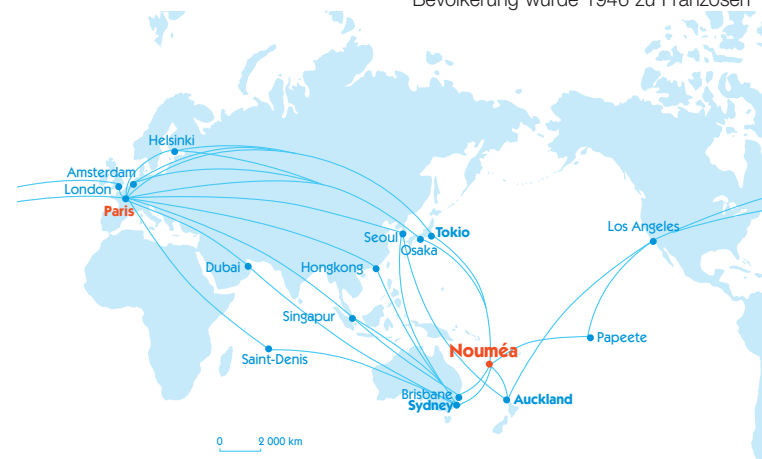 Bevölkerung wurde 1946 zu Franzosen
Helsinki
Amsterdam
London
Paris
Los Angeles
Seoul
Tokio
Osaka
Dubai
Hongkong
Singapur
Papeete
Nouméa
Saint-Denis
Brisbane
Sydney
Auckland
0 2 000 km